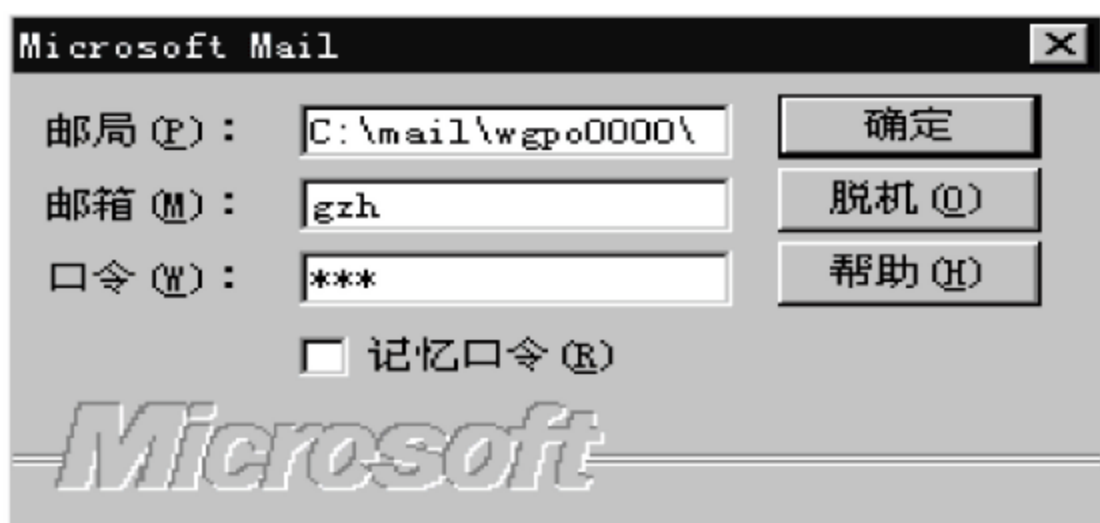 Microsoft Mail
邮局(P)： C:\mail\wgpo0000\ 确定
邮箱(M)： gzh 脱机(O)
口令(W)： *** 帮助(H)
记忆口令(R)
Microsoft